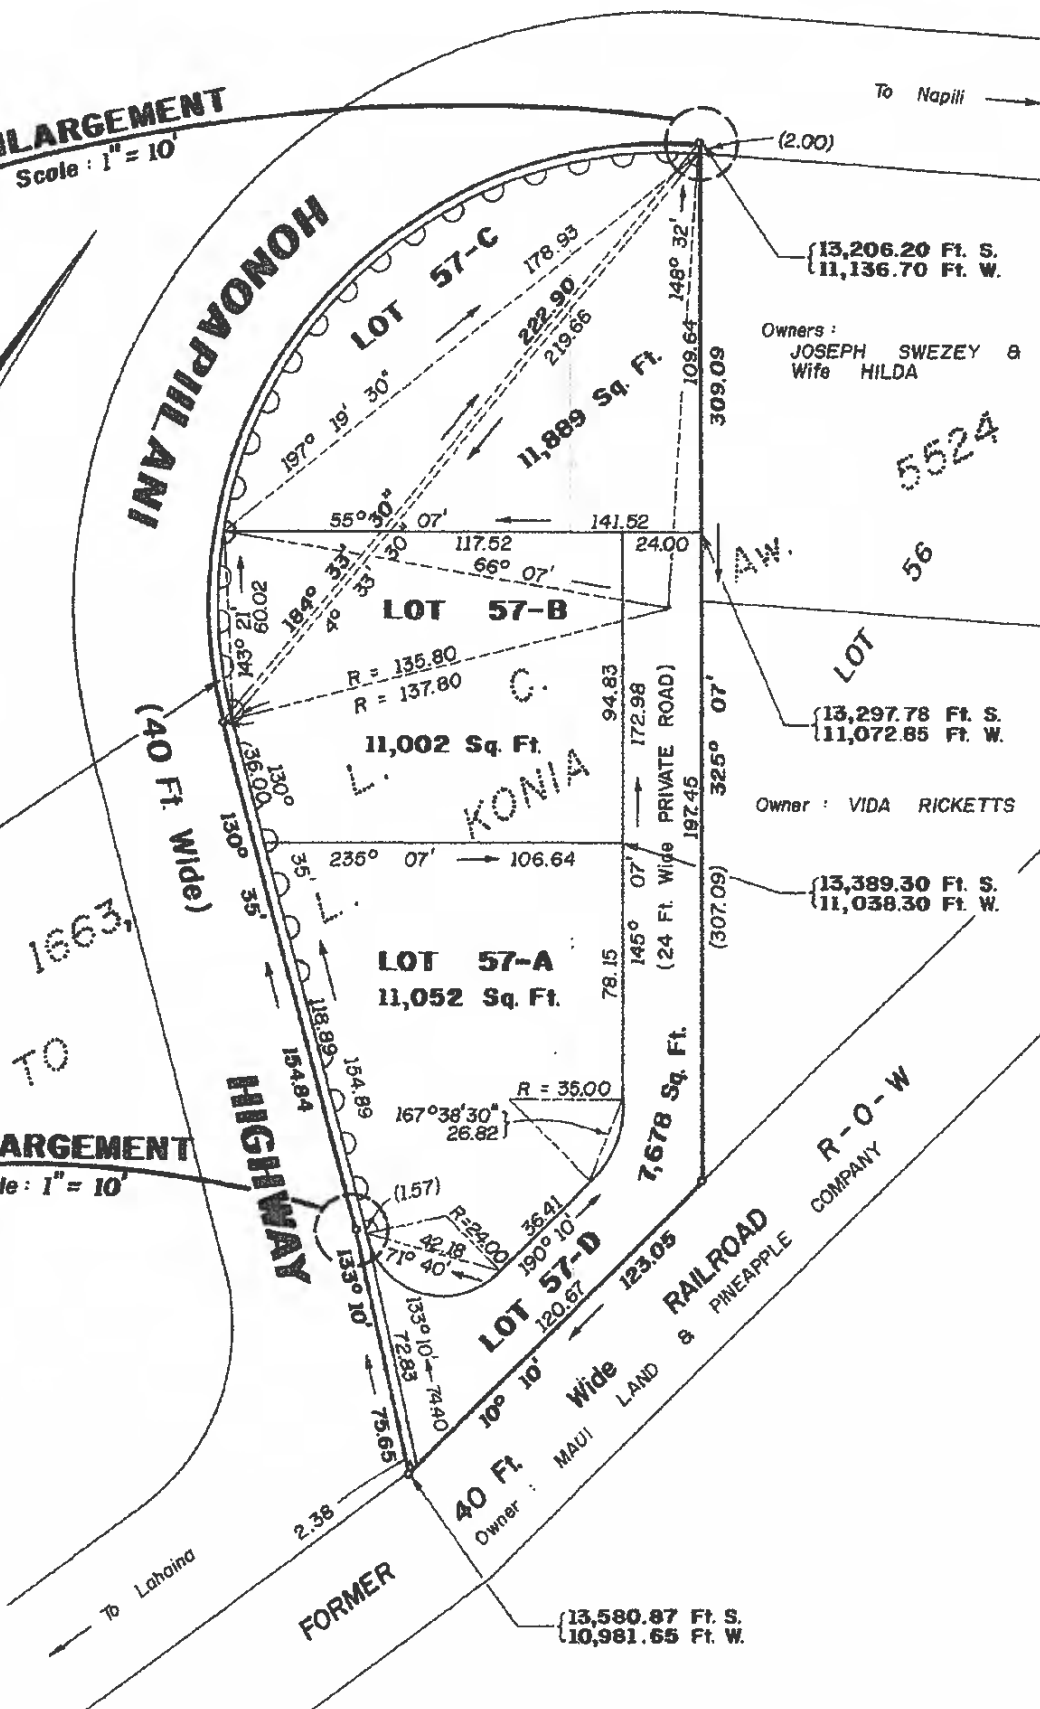 To Napili
NLARGEMENT
Scale : 1" = 10'
(2.00)
HONOAPIILANI
LOT 57-C
178.93
148° 32'
13,206.20 Ft. S.
11,136.70 Ft. W.
222.90
219.66
109.64
309.09
Owners :
JOSEPH SWEZEY &
Wife HILDA
11,889 Sq. Ft.
197° 19' 30"
5524
55° 07'
141.52
117.52
24.00
AW.
56
66° 07'
184° 33' 30"
4° 33' 30"
LOT 57-B
143° 21'
60.02
R = 135.80
R = 137.80
LOT
C.
94.83
172.98
(24 Ft. Wide PRIVATE ROAD)
325° 07'
13,297.78 Ft. S.
11,072.85 Ft. W.
(40 Ft. Wide)
11,002 Sq. Ft.
(36.00)
130°
L.
KONIA
197.45
Owner : VIDA RICKETTS
130° 35'
35'
235° 07'
106.64
145° 07'
(307.09)
13,389.30 Ft. S.
11,038.30 Ft. W.
L.
1663,
LOT 57-A
11,052 Sq. Ft.
78.15
TO
118.89
154.84
154.89
HIGHWAY
R = 35.00
167°38'30"
26.82
7,678 Sq. Ft.
R-O-W
COMPANY
ARGEMENT
le : 1" = 10'
(1.57)
R=24.00
42.18
71° 40'
36.41
190° 10'
LOT 57-D
120.67
123.05
RAILROAD
PINEAPPLE
133° 10'
133° 10'
72.83
74.40
75.65
10° 10'
Wide
LAND &
MAUI
40 Ft.
Owner :
2.38
To Lahaina
FORMER
13,580.87 Ft. S.
10,981.65 Ft. W.